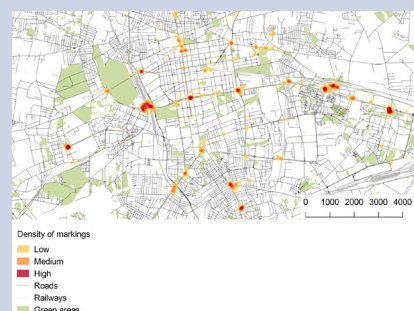 0 1000 2000 3000 4000
Density of markings
Low
Medium
High
Roads
Railways
Green areas